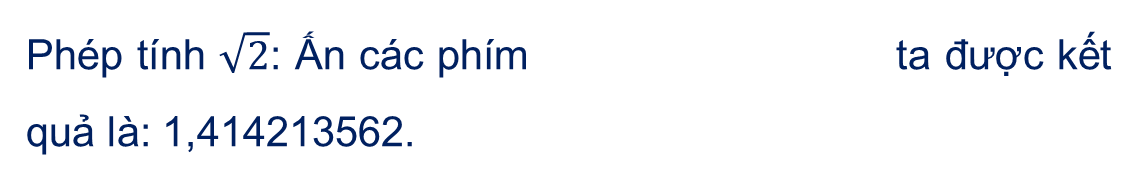 Phép tính √2: Ấn các phím ta được kết
quả là: 1,414213562.